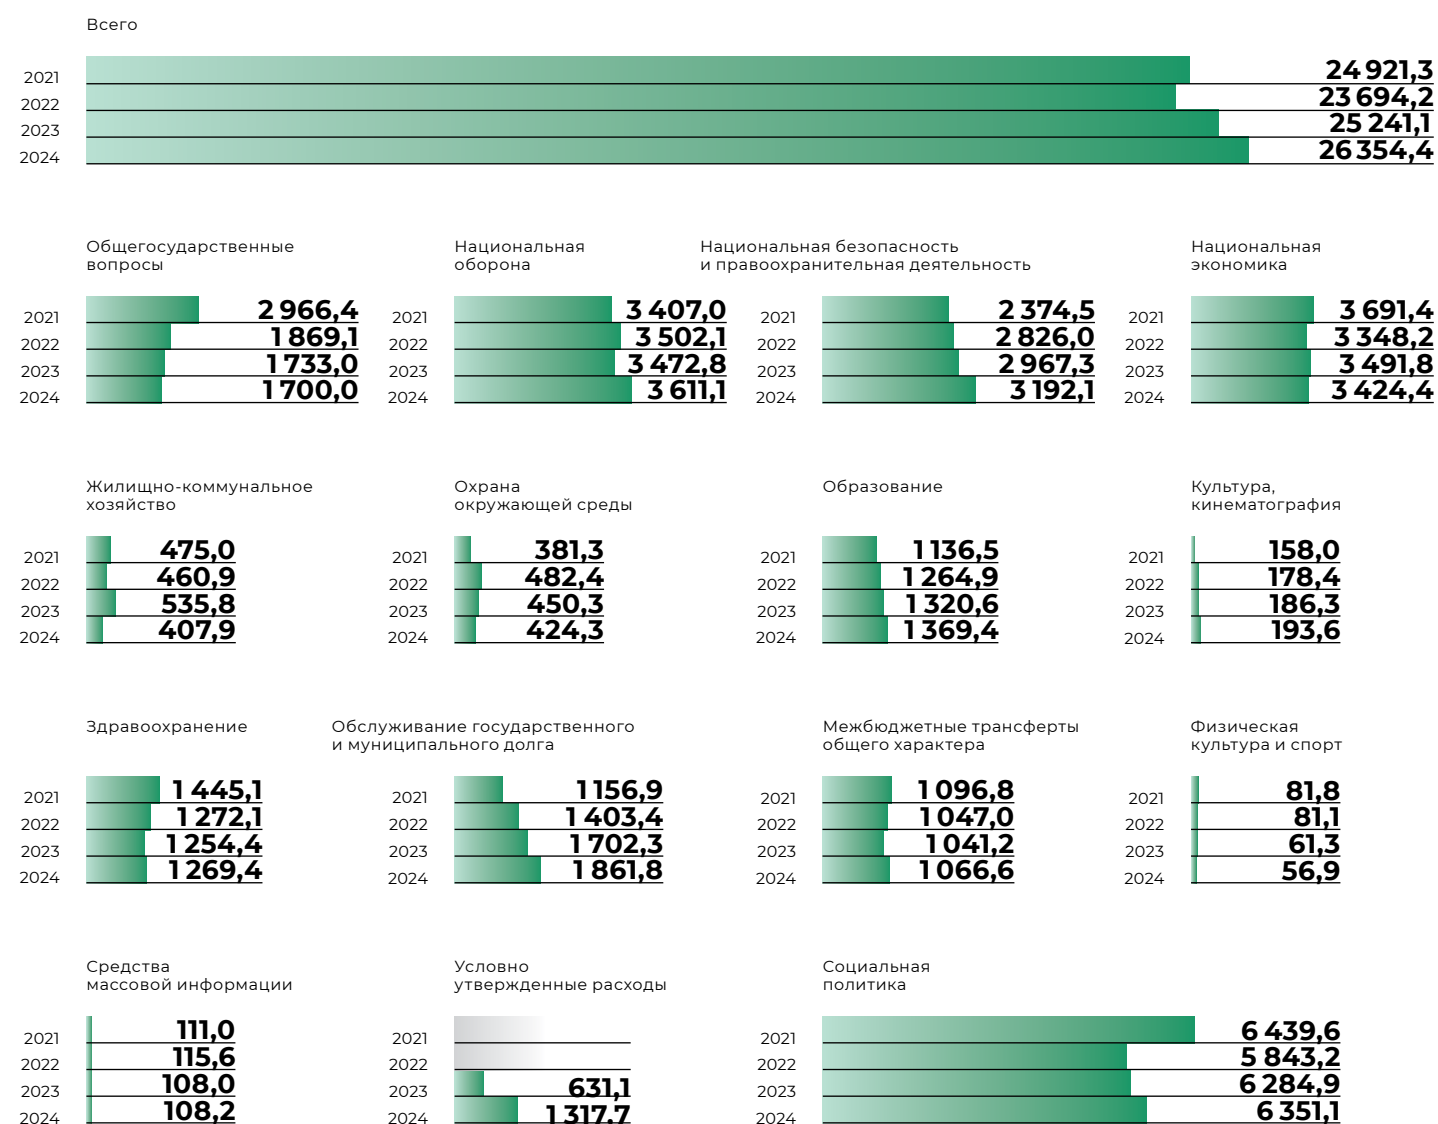 Всего
2021 24 921,3
2022 23 694,2
2023 25 241,1
2024 26 354,4
Общегосударственные
вопросы
2021 2 966,4
2022 1 869,1
2023 1 733,0
2024 1 700,0
Национальная
оборона
2021 3 407,0
2022 3 502,1
2023 3 472,8
2024 3 611,1
Национальная безопасность
и правоохранительная деятельность
2021 2 374,5
2022 2 826,0
2023 2 967,3
2024 3 192,1
Национальная
экономика
2021 3 691,4
2022 3 348,2
2023 3 491,8
2024 3 424,4
Жилищно-коммунальное
хозяйство
2021 475,0
2022 460,9
2023 535,8
2024 407,9
Охрана
окружающей среды
2021 381,3
2022 482,4
2023 450,3
2024 424,3
Образование
2021 1 136,5
2022 1 264,9
2023 1 320,6
2024 1 369,4
Культура,
кинематография
2021 158,0
2022 178,4
2023 186,3
2024 193,6
Здравоохранение
2021 1 445,1
2022 1 272,1
2023 1 254,4
2024 1 269,4
Обслуживание государственного
и муниципального долга
2021 1 156,9
2022 1 403,4
2023 1 702,3
2024 1 861,8
Межбюджетные трансферты
общего характера
2021 1 096,8
2022 1 047,0
2023 1 041,2
2024 1 066,6
Физическая
культура и спорт
2021 81,8
2022 81,1
2023 61,3
2024 56,9
Средства
массовой информации
2021 111,0
2022 115,6
2023 108,0
2024 108,2
Условно
утвержденные расходы
2021
2022
2023 631,1
2024 1 317,7
Социальная
политика
2021 6 439,6
2022 5 843,2
2023 6 284,9
2024 6 351,1